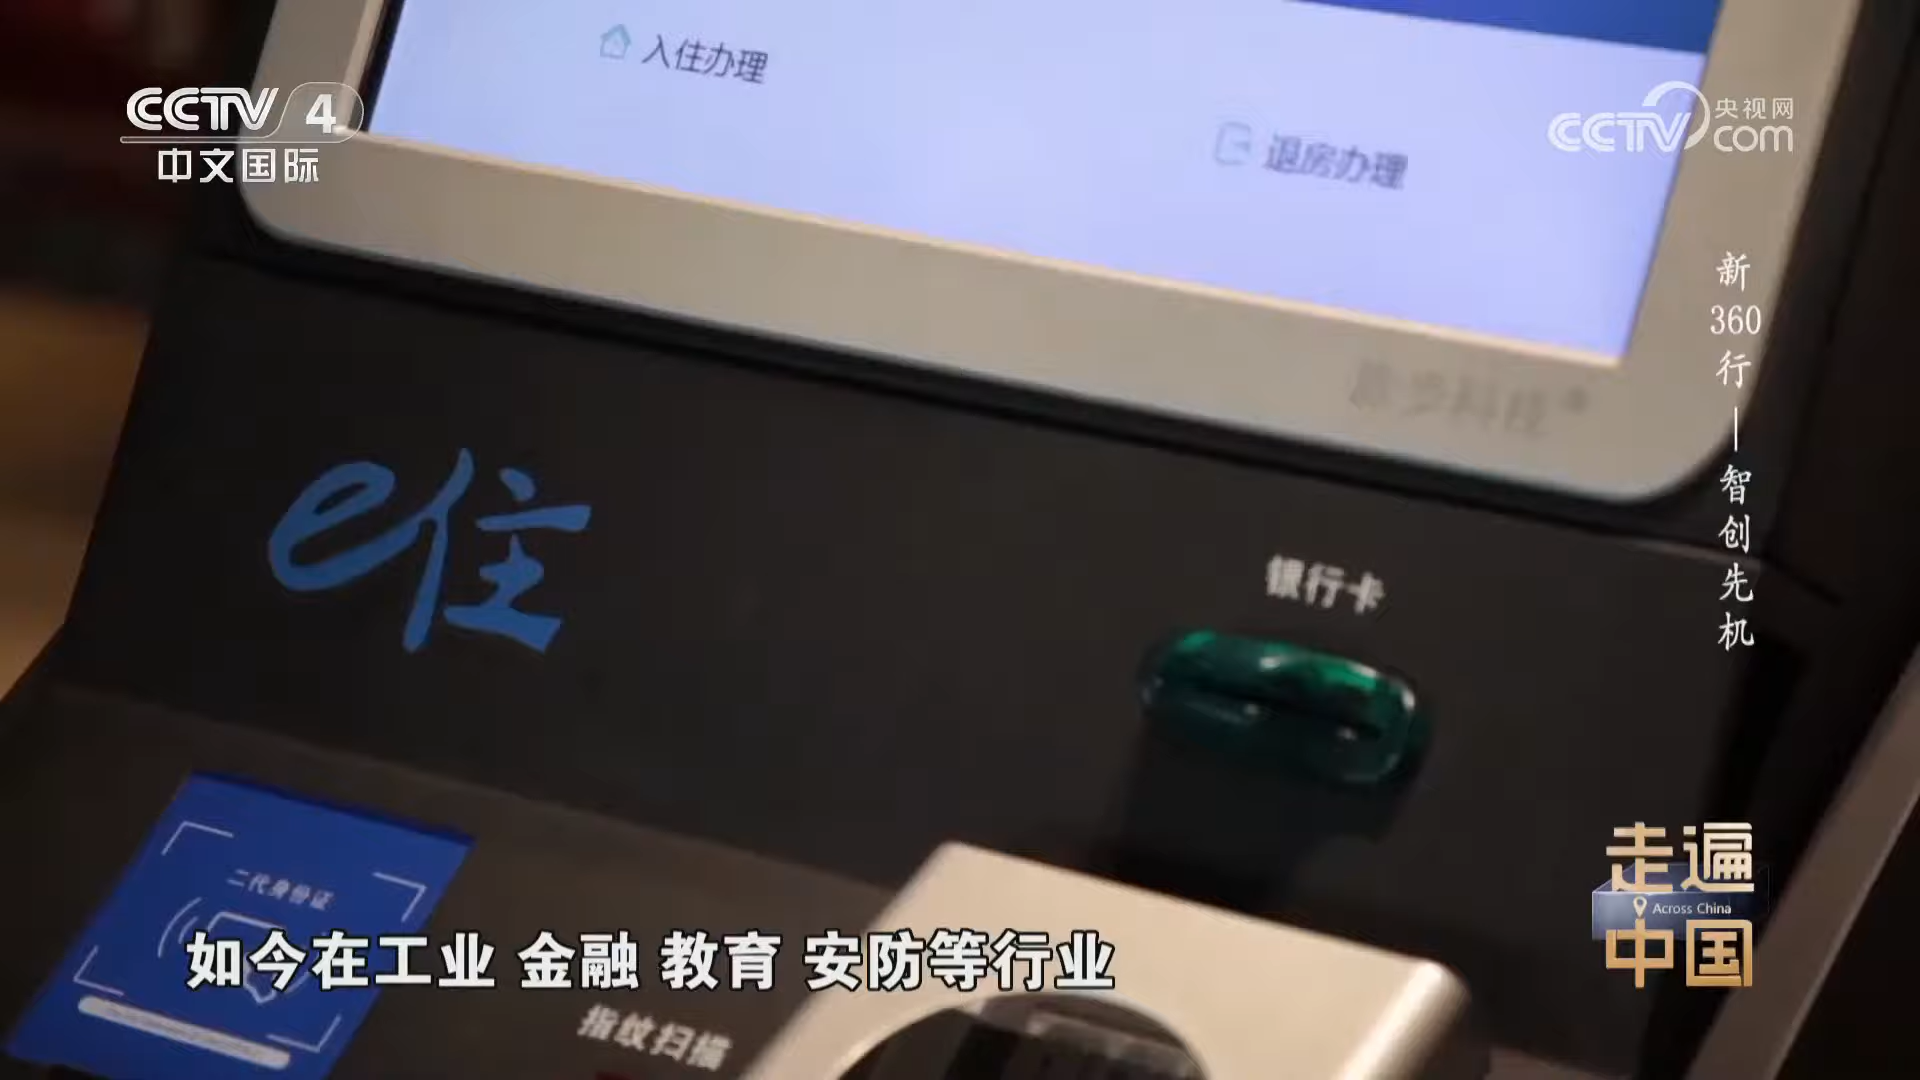 入住办理
退房办理
CCTV 4
中文国际
央视网
CCTV com
新360行—智创先机
e住
银行卡
二代身份证
指纹扫描
走遍
Across China
中国
如今在工业 金融 教育 安防等行业